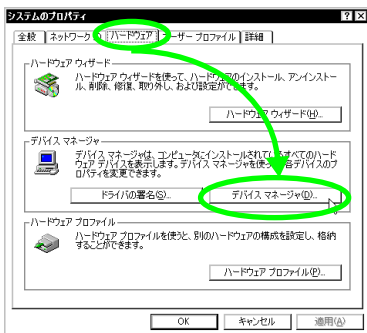 システムのプロパティ
全般 ネットワーク ID ハードウェア ユーザー プロファイル 詳細
ハードウェア ウィザード
ハードウェア ウィザードを使って、ハードウェアのインストール、アンインストー
ル、削除、修復、取り外し、および設定ができます。
ハードウェア ウィザード(H)...
デバイス マネージャ
デバイス マネージャは、コンピュータにインストールされているすべてのハード
ウェア デバイスを表示します。デバイス マネージャを使って、各デバイスのプ
ロパティを変更できます。
ドライバの署名(S)...
デバイス マネージャ(D)...
ハードウェア プロファイル
ハードウェア プロファイルを使うと、別のハードウェアの構成を設定し、格納
することができます。
ハードウェア プロファイル(P)...
OK キャンセル 適用(A)